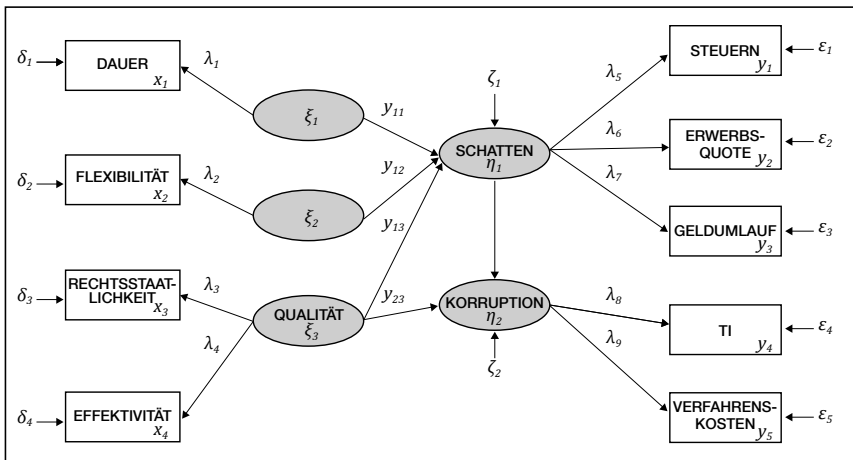 δ1
DAUER
x1
λ1
ξ1
y11
δ2
FLEXIBILITÄT
x2
λ2
ξ2
y12
y13
δ3
RECHTSSTAAT-
LICHKEIT
x3
λ3
QUALITÄT
ξ3
y23
λ4
δ4
EFFEKTIVITÄT
x4
ζ1
SCHATTEN
η1
KORRUPTION
η2
ζ2
λ5
STEUERN
y1
ε1
λ6
ERWERBS-
QUOTE
y2
ε2
λ7
GELDUMLAUF
y3
ε3
λ8
TI
y4
ε4
λ9
VERFAHRENS-
KOSTEN
y5
ε5